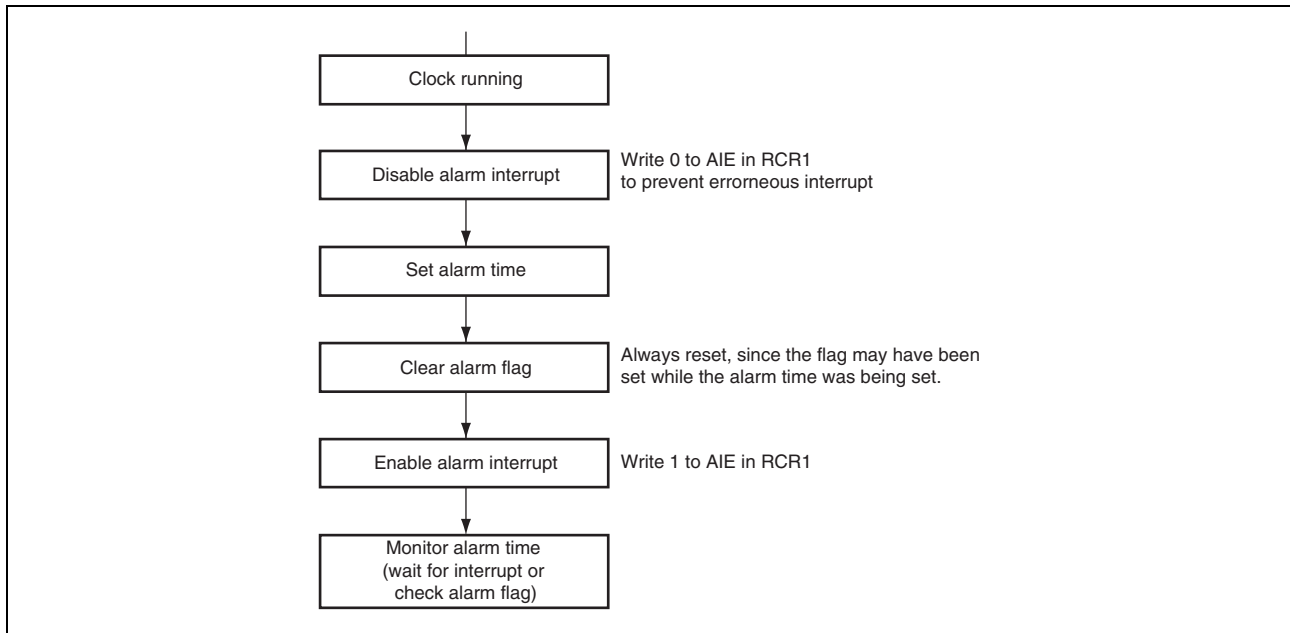 Clock running
Disable alarm interrupt
Write 0 to AIE in RCR1
to prevent errorneous interrupt
Set alarm time
Clear alarm flag
Always reset, since the flag may have been
set while the alarm time was being set.
Enable alarm interrupt
Write 1 to AIE in RCR1
Monitor alarm time
(wait for interrupt or
check alarm flag)